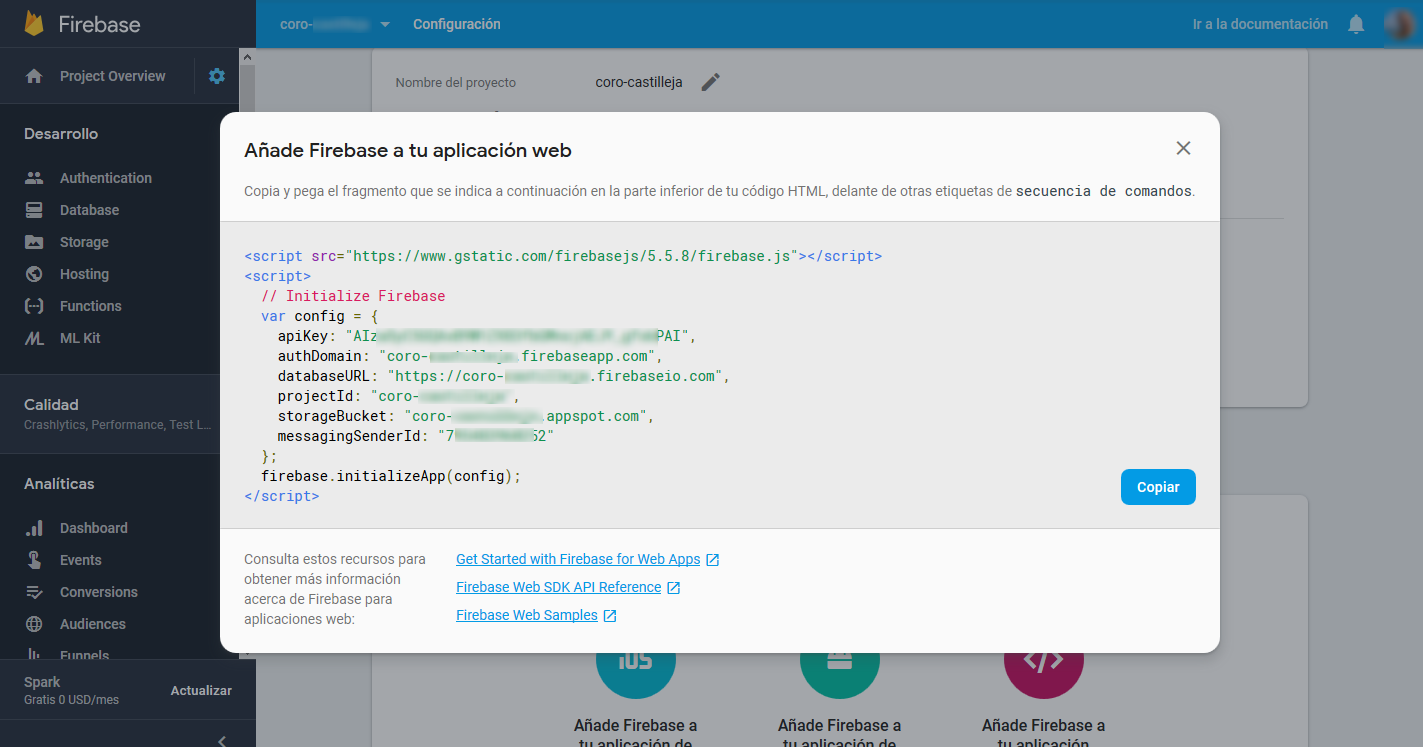 Firebase
coro-
Configuración
Ir a la documentación
Project Overview
Nombre del proyecto
coro-castilleja
Desarrollo
Authentication
Database
Storage
Hosting
Functions
ML Kit
Calidad
Crashlytics, Performance, Test L...
Analíticas
Dashboard
Events
Conversions
Audiences
Funnels
Spark
Gratis 0 USD/mes
Actualizar
Añade Firebase a tu aplicación web
Copia y pega el fragmento que se indica a continuación en la parte inferior de tu código HTML, delante de otras etiquetas de secuencia de comandos.
<script src="https://www.gstatic.com/firebasejs/5.5.8/firebase.js"></script>
<script>
// Initialize Firebase
var config = {
apiKey: "AIz PAI",
authDomain: "coro- .firebaseapp.com",
databaseURL: "https://coro- .firebaseio.com",
projectId: "coro- ",
storageBucket: "coro- .appspot.com",
messagingSenderId: "7 52"
};
firebase.initializeApp(config);
</script>
Copiar
Consulta estos recursos para
obtener más información
acerca de Firebase para
aplicaciones web:
Get Started with Firebase for Web Apps
Firebase Web SDK API Reference
Firebase Web Samples
iOS
</>
Añade Firebase a
tu aplicación de
Añade Firebase a
tu aplicación de
Añade Firebase a
tu aplicación